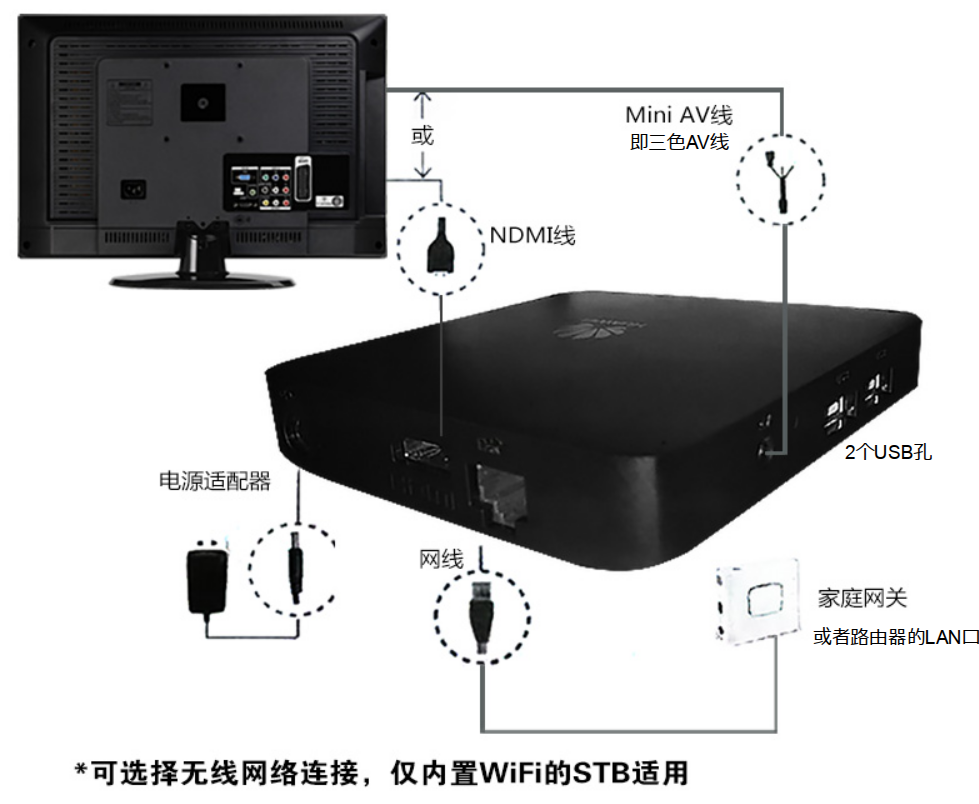 Mini AV线
即三色AV线
或
NDMI线
2个USB孔
电源适配器
网线
家庭网关
或者路由器的LAN口
*可选择无线网络连接，仅内置WiFi的STB适用